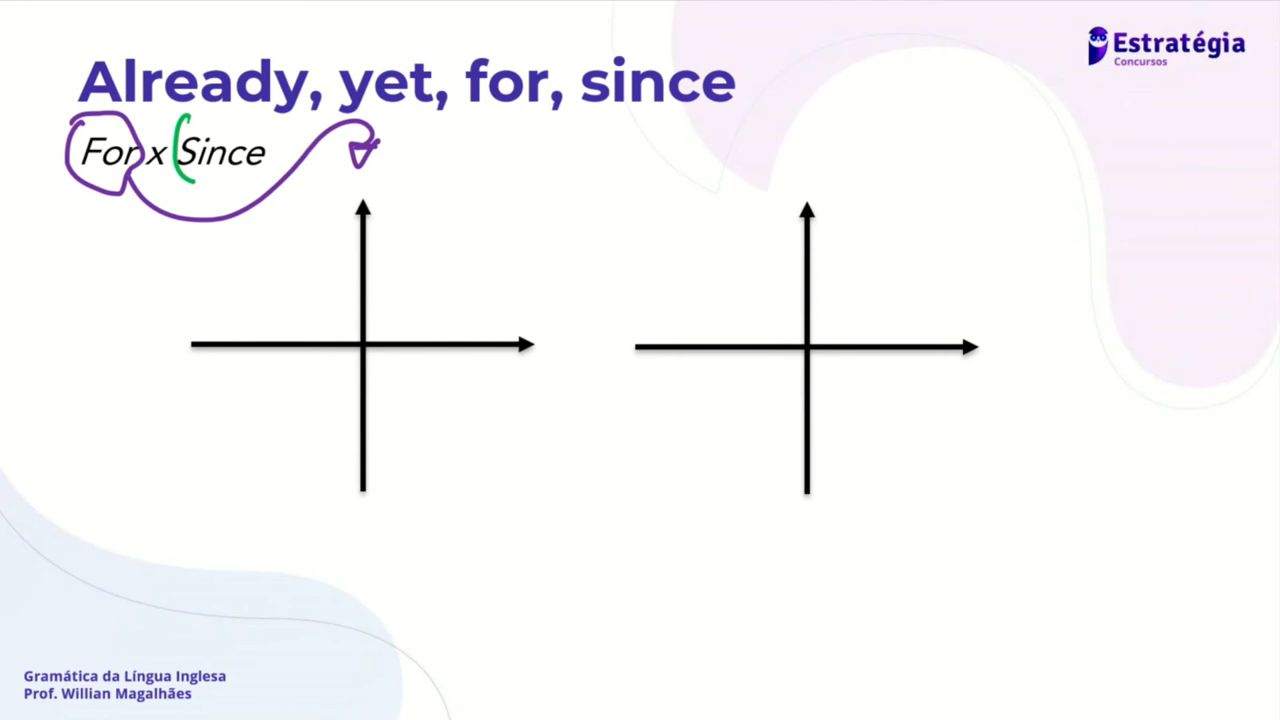 Estratégia
Concursos
Already, yet, for, since
For x Since
Gramática da Língua Inglesa
Prof. Willian Magalhães